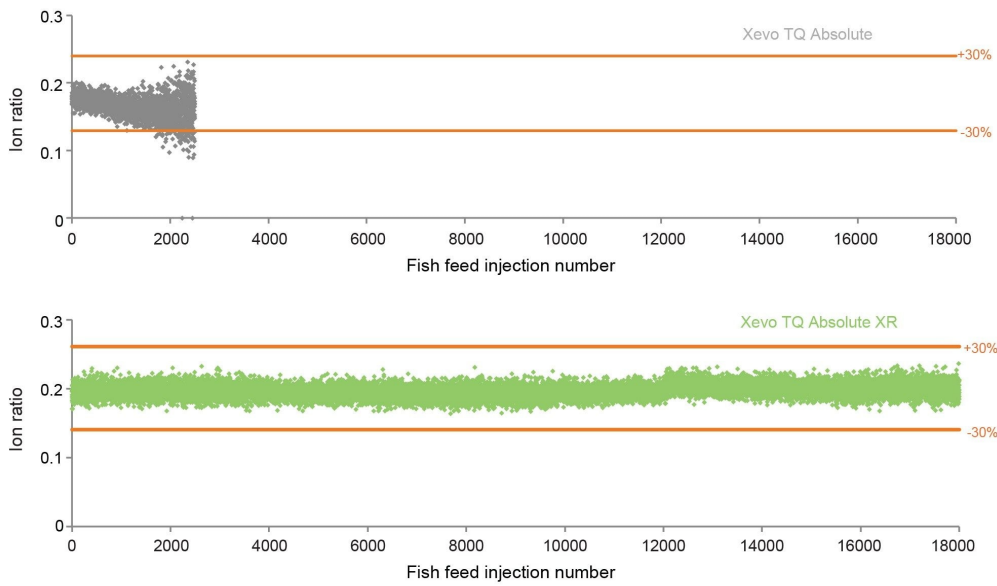 0.3
Xevo TQ Absolute
+30%
0.2
Ion ratio
-30%
0.1
0
0 2000 4000 6000 8000 10000 12000 14000 16000 18000
Fish feed injection number
0.3
Xevo TQ Absolute XR
+30%
0.2
Ion ratio
-30%
0.1
0
0 2000 4000 6000 8000 10000 12000 14000 16000 18000
Fish feed injection number